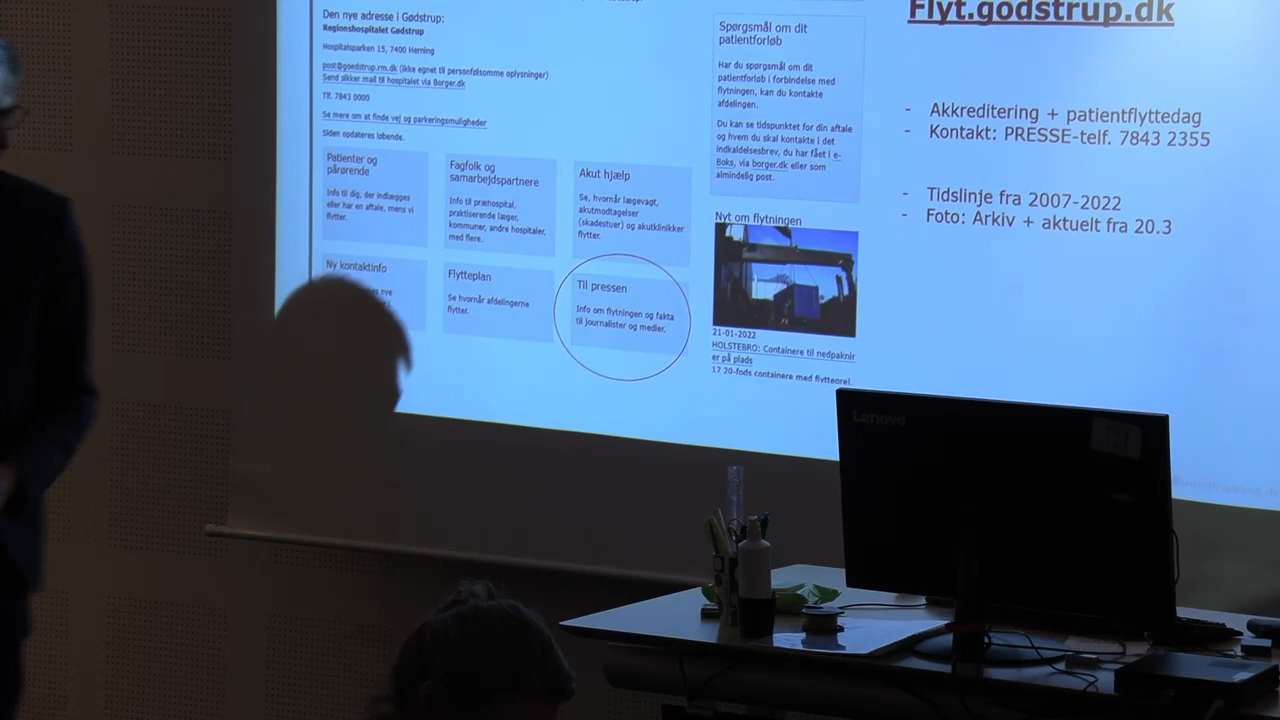 Den nye adresse i Gødstrup:
Regionshospitalet Gødstrup
Hospitalsparken 15, 7400 Herning
post@goedstrup.rm.dk (ikke egnet til personfølsomme oplysninger)
Send sikker mail til hospitalet via Borger.dk
Tlf. 7843 0000
Se mere om at finde vej og parkeringsmuligheder
Siden opdateres løbende.
Patienter og
pårørende
Info til dig, der indlægges
eller har en aftale, mens vi
flytter.
Fagfolk og
samarbejdspartnere
Info til præhospital,
praktiserende læger,
kommuner, andre hospitaler,
med flere.
Akut hjælp
Se, hvornår lægevagt,
akutmodtagelser
(skadestuer) og akutklinikker
flytter.
Ny kontaktinfo
nye
Flytteplan
Se hvornår afdelingerne
flytter.
Til pressen
Info om flytningen og fakta
til journalister og medier.
Spørgsmål om dit
patientforløb
Har du spørgsmål om dit
patientforløb i forbindelse med
flytningen, kan du kontakte
afdelingen.
Du kan se tidspunktet for din aftale
og hvem du skal kontakte i det
indkaldelsesbrev, du har fået i e-
Boks, via borger.dk eller som
almindelig post.
Nyt om flytningen
21-01-2022
HOLSTEBRO: Containere til nedpaknir
er på plads
17 20-fods containere med flyttegrej,
Flyt.godstrup.dk
- Akkreditering + patientflyttedag
- Kontakt: PRESSE-telf. 7843 2355
- Tidslinje fra 2007-2022
- Foto: Arkiv + aktuelt fra 20.3
Lenovo